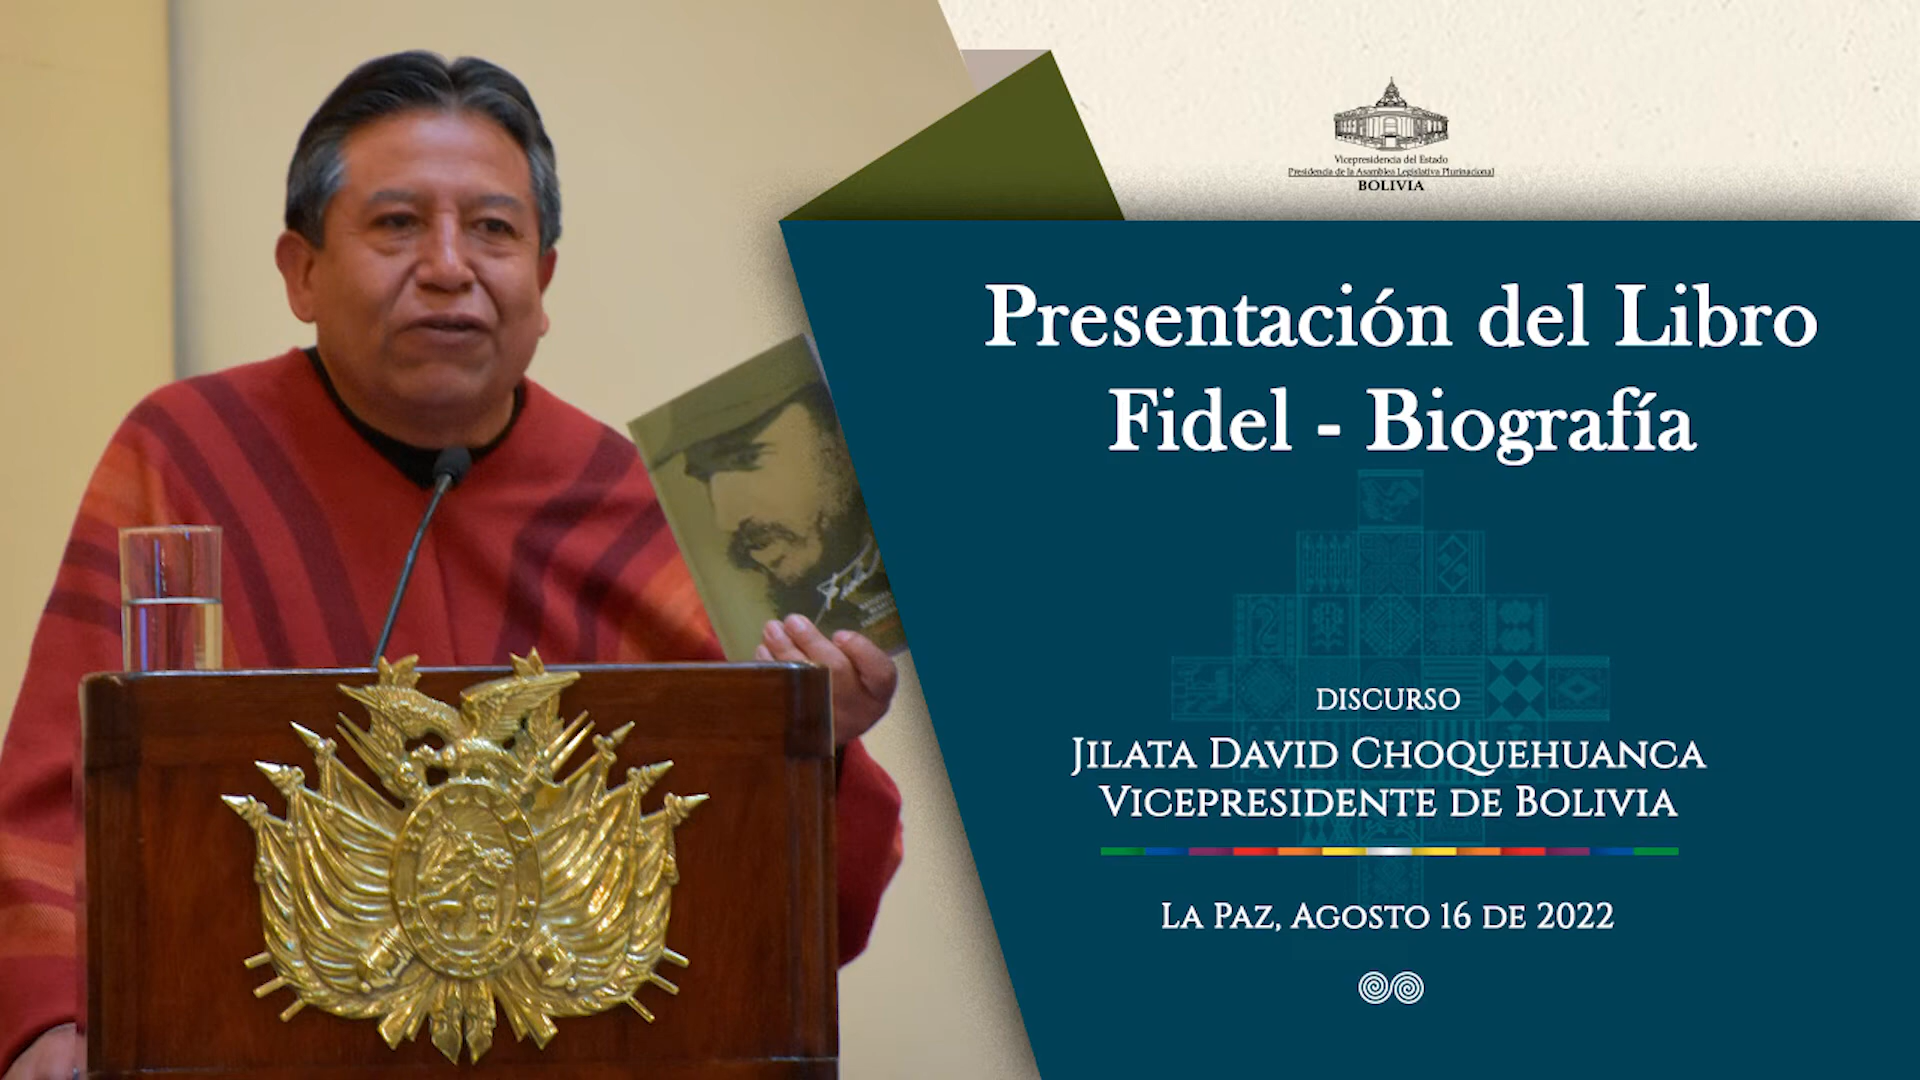 Vicepresidencia del Estado
Presidencia de la Asamblea Legislativa Plurinacional
BOLIVIA
Presentación del Libro
Fidel - Biografía
Fidel
DISCURSO
JILATA DAVID CHOQUEHUANCA
VICEPRESIDENTE DE BOLIVIA
LA PAZ, AGOSTO 16 DE 2022